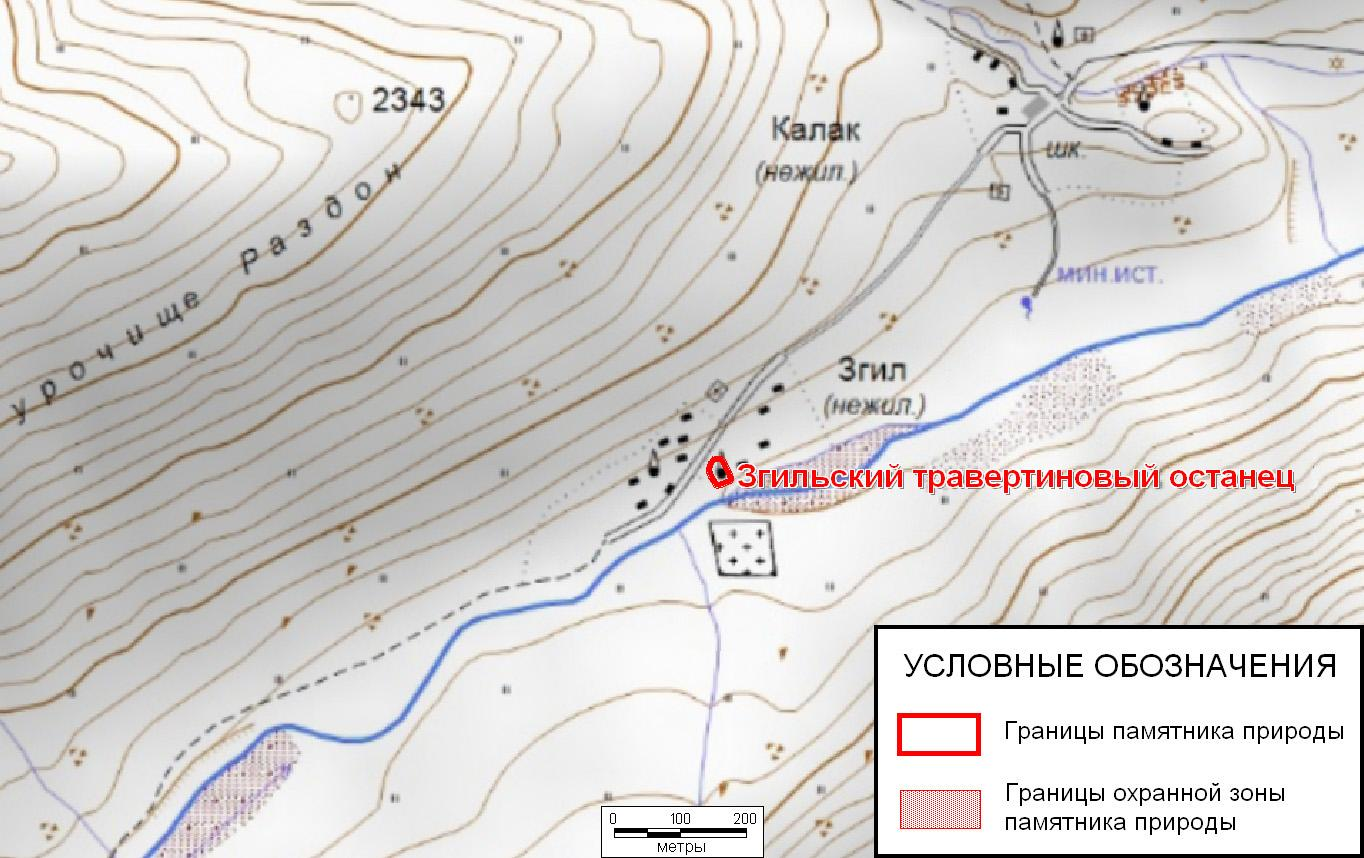 2343
Калак
(нежил.)
шк.
урочище Раздон
мин.ист.
Згил
(нежил.)
Згильский травертиновый останец
УСЛОВНЫЕ ОБОЗНАЧЕНИЯ
Границы памятника природы
Границы охранной зоны
памятника природы
0 100 200
метры